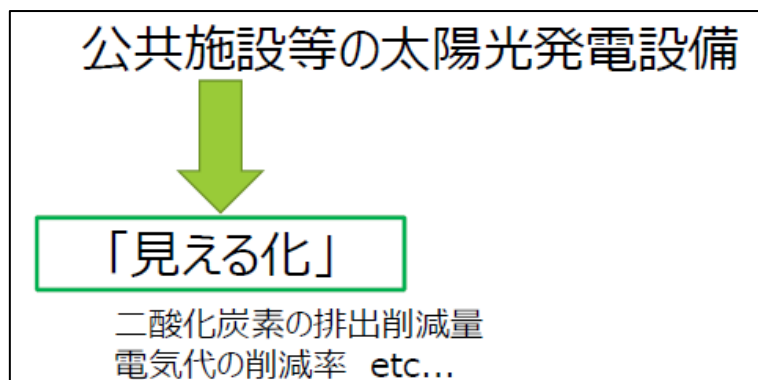 公共施設等の太陽光発電設備
「見える化」
二酸化炭素の排出削減量
電気代の削減率 etc...